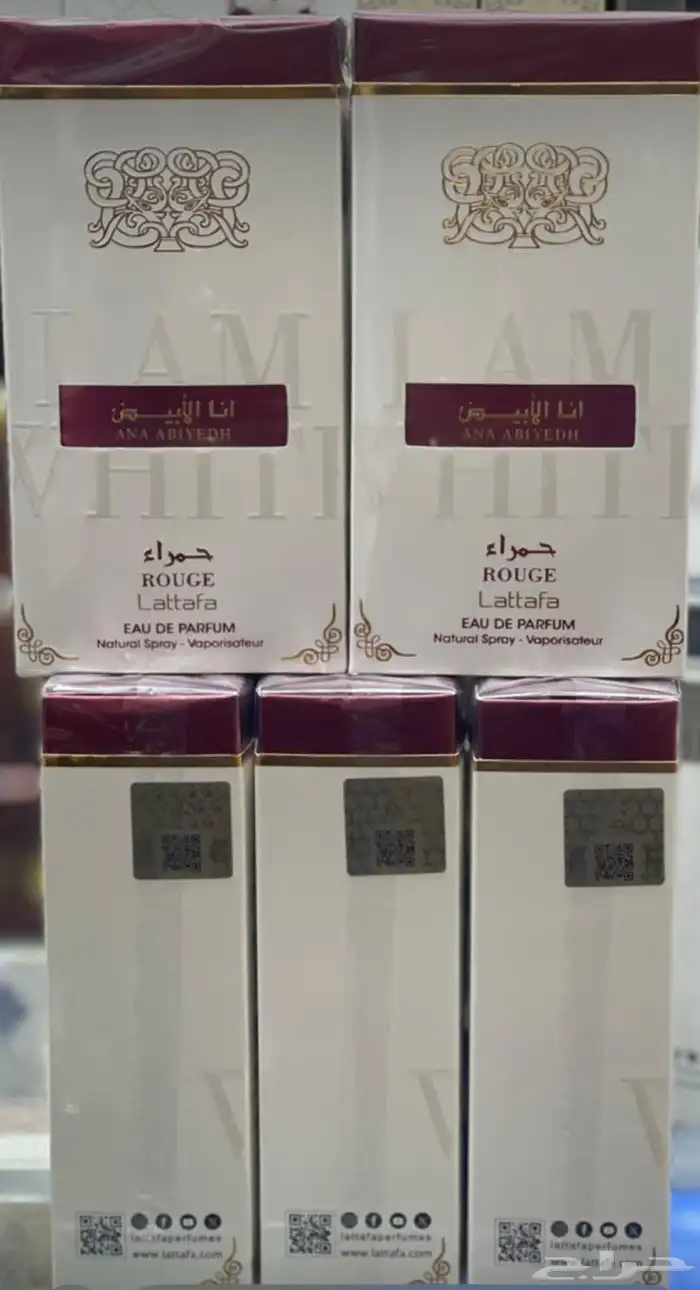 I AM
WHITE
انا الأبيض
ANA ABIYEDH
حمراء
ROUGE
Lattafa
EAU DE PARFUM
Natural Spray - Vaporisateur
I AM
WHITE
انا الأبيض
ANA ABIYEDH
حمراء
ROUGE
Lattafa
EAU DE PARFUM
Natural Spray - Vaporisateur
V
V
V
lattafaperfumes
www.lattafa.com
lattafaperfumes
www.lattafa.com
lattafaperfumes
www.lattafa.com
حراج